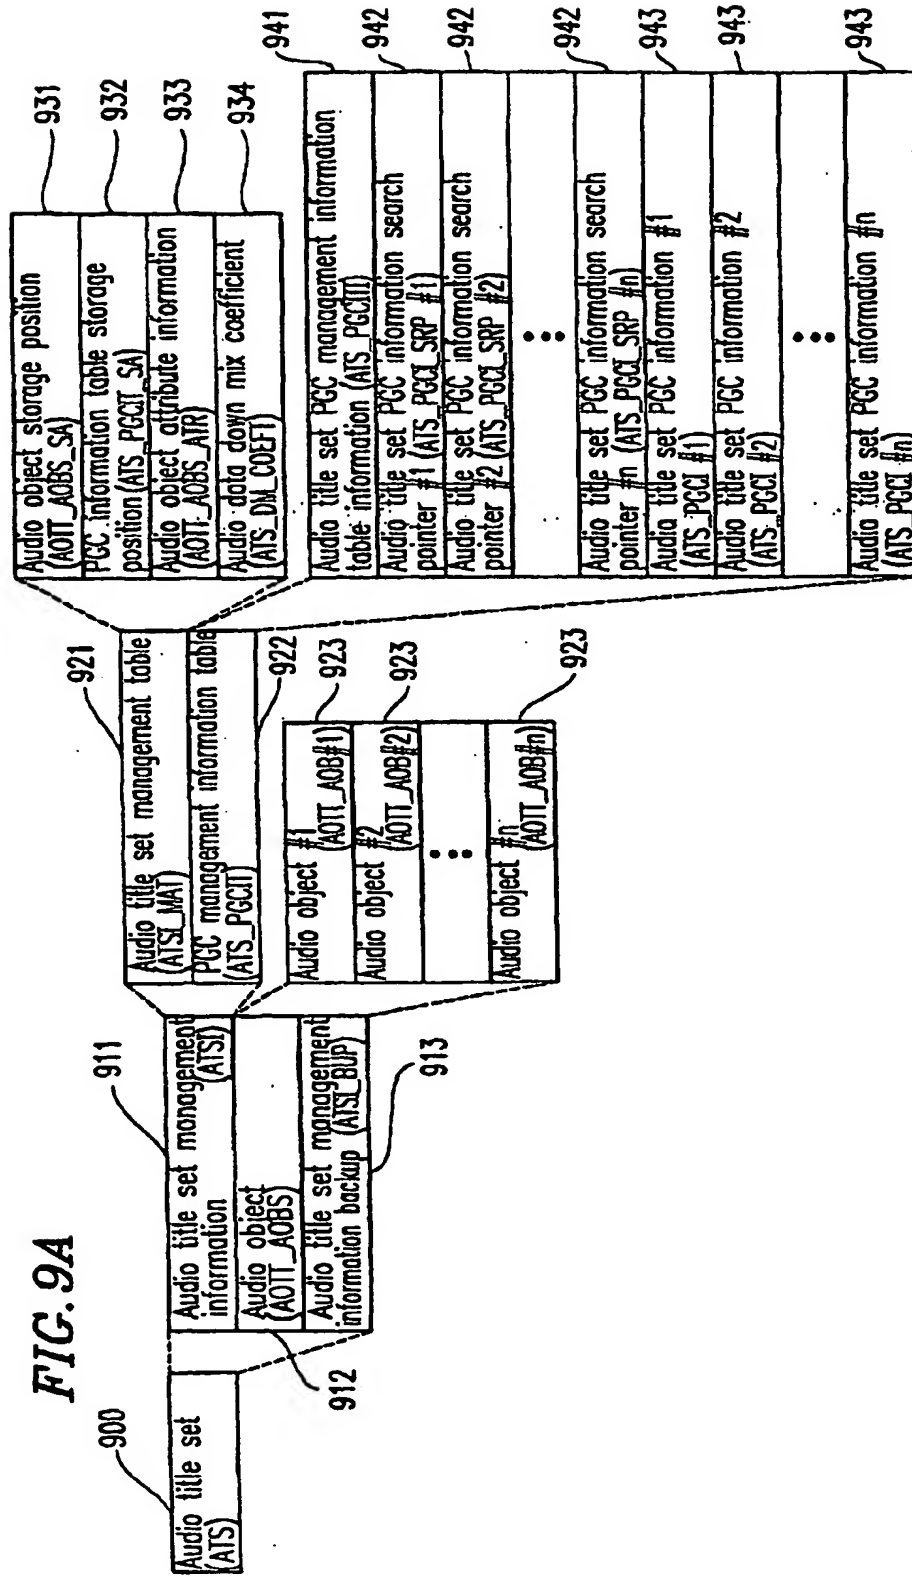 FIG. 9A
900
Audio title set
(ATS)
911
Audio title set management
information (ATSI)
Audio object
(AOTT_AOBS)
Audio title set management
information backup (ATSI_BUP)
912
913
921
Audio title set management table
(ATSI_MAT)
PGC management information table
(ATS_PGCIT)
922
Audio object #1
(AOTT_AOB#1)
923
Audio object #2
(AOTT_AOB#2)
923
•••
Audio object #n
(AOTT_AOB#n)
923
Audio object storage position
(AOTT_AOBS_SA)
931
PGC information table storage
position (ATS_PGCIT_SA)
932
Audio object attribute information
(AOTT_AOBS_ATR)
933
Audio data down mix coefficient
(ATS_DM_COEFT)
934
Audio title set PGC management information
table information (ATS_PGCITI)
941
Audio title set PGC information search
pointer #1 (ATS_PGCI_SRP #1)
942
Audio title set PGC information search
pointer #2 (ATS_PGCI_SRP #2)
942
•••
Audio title set PGC information search
pointer #n (ATS_PGCI_SRP #n)
942
Audio title set PGC information #1
(ATS_PGCI #1)
943
Audio title set PGC information #2
(ATS_PGCI #2)
943
•••
Audio title set PGC information #n
(ATS_PGCI #n)
943